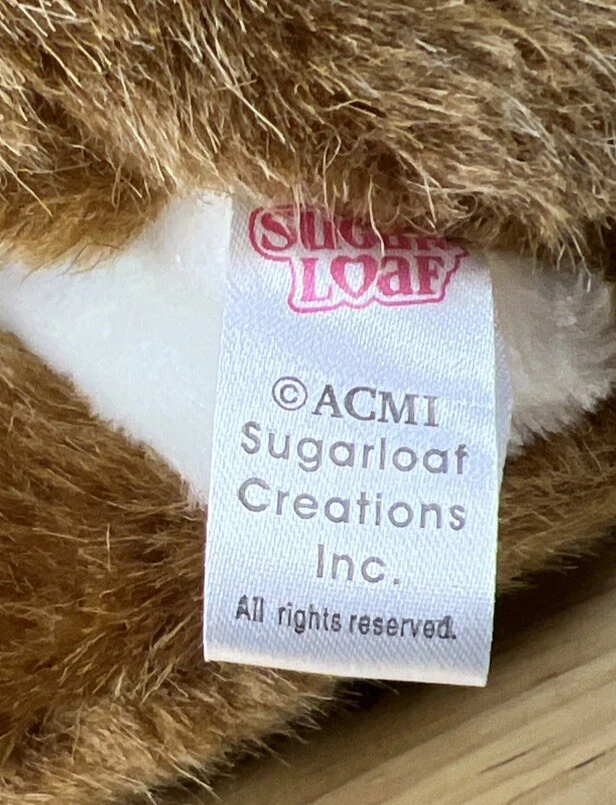 SUGAR
LOAF
©ACMI
Sugarloaf
Creations
Inc.
All rights reserved.